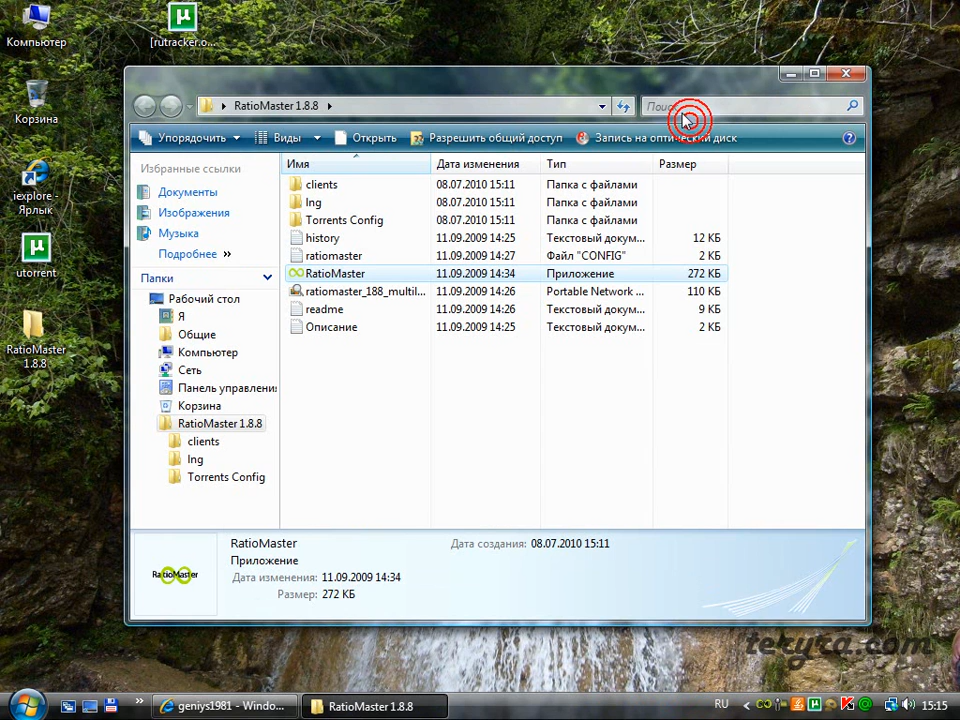 Компьютер
[rutracker.o...
Корзина
iexplore - Ярлык
utorrent
RatioMaster 1.8.8
RatioMaster 1.8.8
Поиск
Упорядочить
Виды
Открыть
Разрешить общий доступ
Запись на оптический диск
Избранные ссылки
Документы
Изображения
Музыка
Подробнее »
Папки
Рабочий стол
Я
Общие
Компьютер
Сеть
Панель управлени
Корзина
RatioMaster 1.8.8
clients
lng
Torrents Config
Имя Дата изменения Тип Размер
clients 08.07.2010 15:11 Папка с файлами
lng 08.07.2010 15:11 Папка с файлами
Torrents Config 08.07.2010 15:11 Папка с файлами
history 11.09.2009 14:25 Текстовый докум... 12 КБ
ratiomaster 11.09.2009 14:27 Файл "CONFIG" 2 КБ
RatioMaster 11.09.2009 14:34 Приложение 272 КБ
ratiomaster_188_multil... 11.09.2009 14:26 Portable Network ... 110 КБ
readme 11.09.2009 14:26 Текстовый докум... 9 КБ
Описание 11.09.2009 14:25 Текстовый докум... 2 КБ
RatioMaster
RatioMaster
Приложение
Дата изменения: 11.09.2009 14:34
Размер: 272 КБ
Дата создания: 08.07.2010 15:11
teryra.com
geniys1981 - Windo...
RatioMaster 1.8.8
RU
15:15